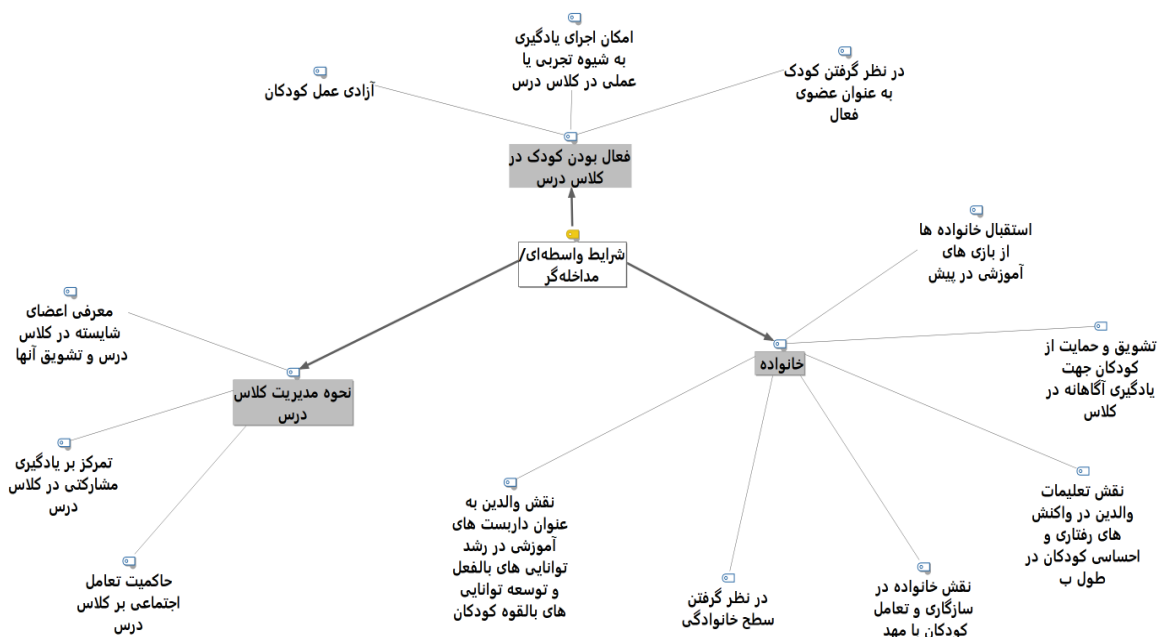 امکان اجرای یادگیری
به شیوه تجربی یا
عملی در کلاس درس
در نظر گرفتن کودک
به عنوان عضوی
فعال
آزادی عمل کودکان
فعال بودن کودک در
کلاس درس
شرایط واسطه‌ای/
مداخله‌گر
استقبال خانواده ها
از بازی های
آموزشی در پیش
معرفی اعضای
شایسته در کلاس
درس و تشویق آنها
تشویق و حمایت از
کودکان جهت
یادگیری آگاهانه در
کلاس
خانواده
نحوه مدیریت کلاس
درس
تمرکز بر یادگیری
مشارکتی در کلاس
درس
نقش تعلیمات
والدین در واکنش
های رفتاری و
احساسی کودکان در
طول ب
نقش والدین به
عنوان داربست های
آموزشی در رشد
توانایی های بالفعل
و توسعه توانایی
های بالقوه کودکان
حاکمیت تعامل
اجتماعی بر کلاس
درس
در نظر گرفتن
سطح خانوادگی
نقش خانواده در
سازگاری و تعامل
کودکان با مهد